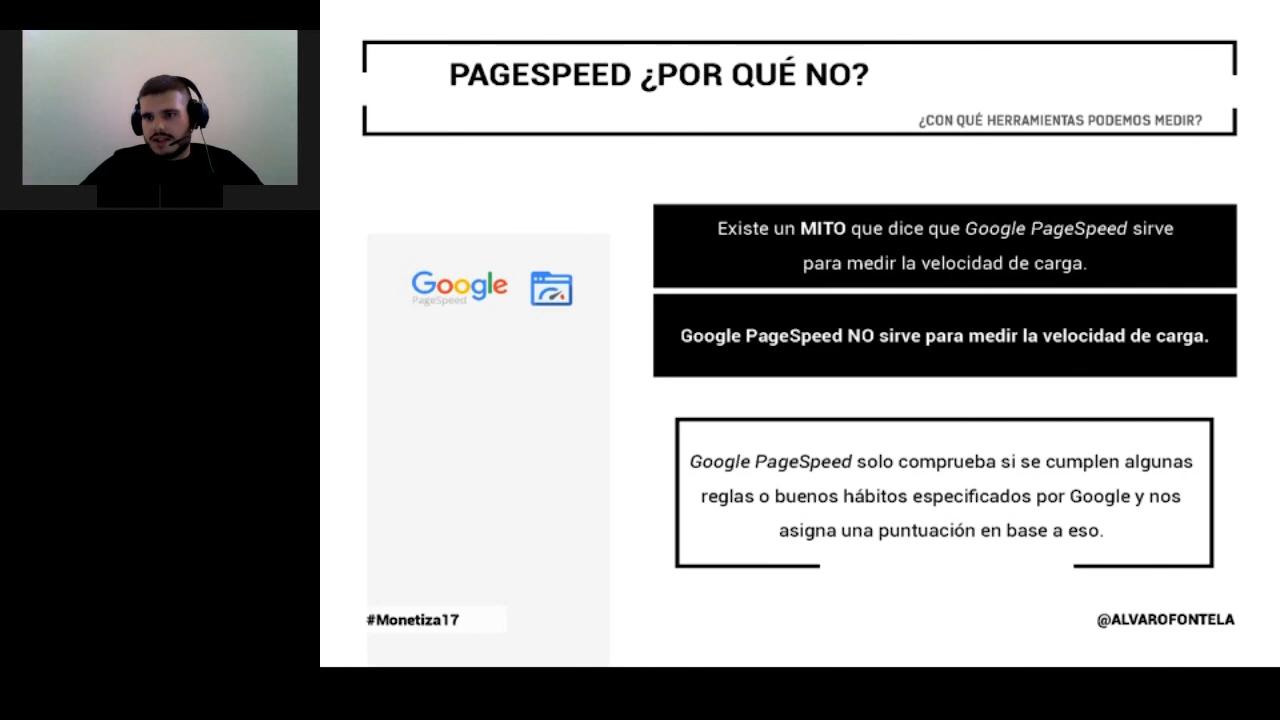 PAGESPEED ¿POR QUÉ NO?
¿CON QUÉ HERRAMIENTAS PODEMOS MEDIR?
Existe un MITO que dice que Google PageSpeed sirve
para medir la velocidad de carga.
Google
PageSpeed
Google PageSpeed NO sirve para medir la velocidad de carga.
Google PageSpeed solo comprueba si se cumplen algunas
reglas o buenos hábitos especificados por Google y nos
asigna una puntuación en base a eso.
#Monetiza17
@ALVAROFONTELA